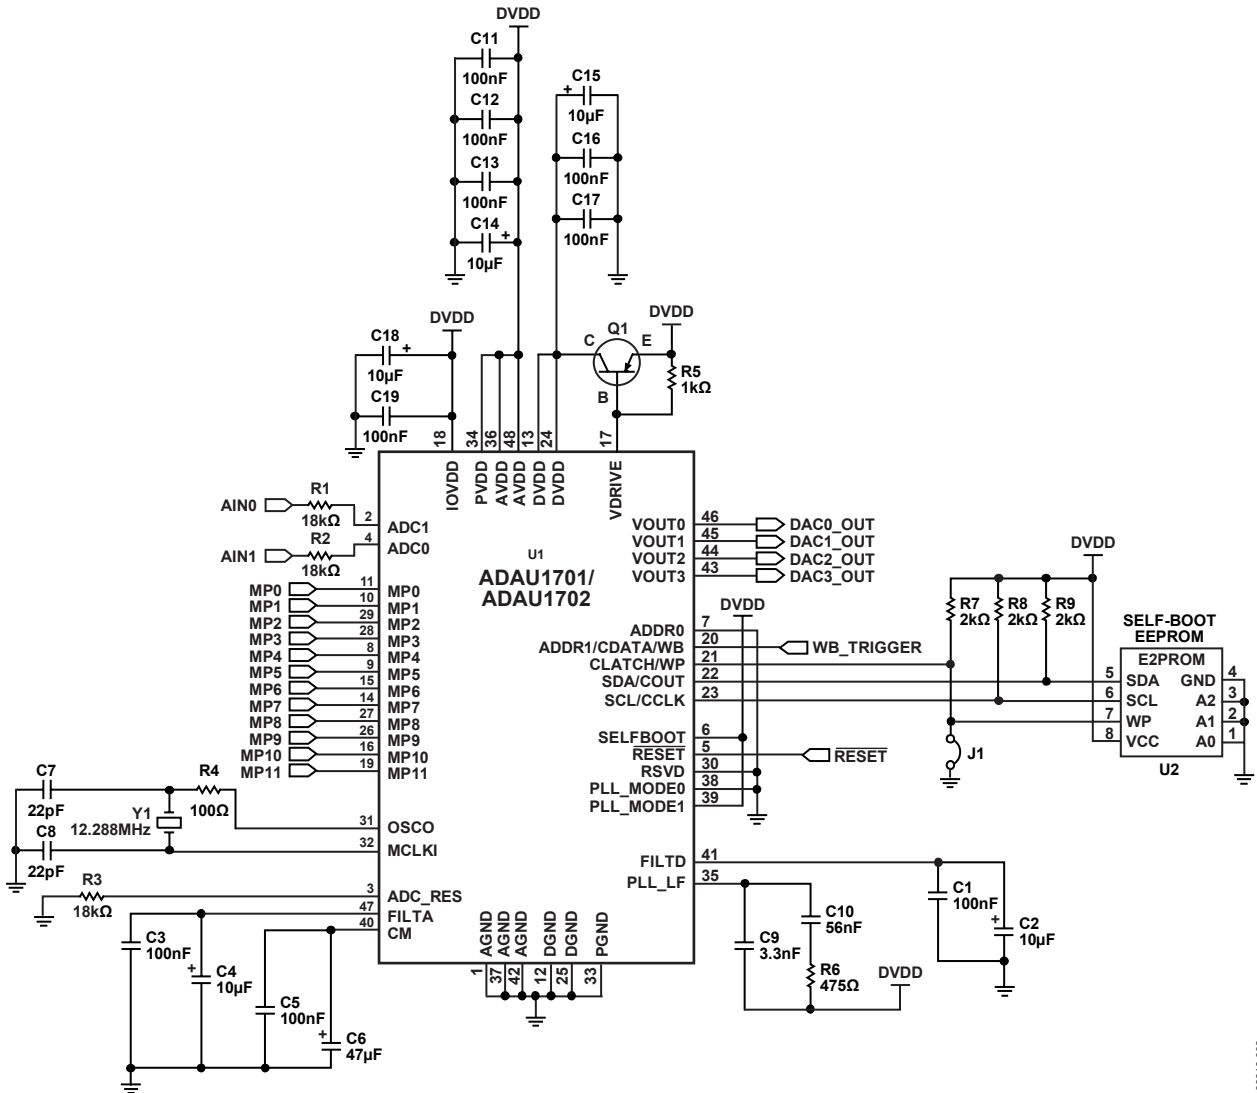 DVDD
C11
100nF
C12
100nF
C13
100nF
C14
+
10µF
C15
+
10µF
C16
100nF
C17
100nF
DVDD
C18
+
10µF
C19
100nF
DVDD
Q1
C
E
B
R5
1kΩ
18
34
36
48
13
24
17
IOVDD
PVDD
AVDD
AVDD
DVDD
DVDD
VDRIVE
AIN0
R1
18kΩ
2
ADC1
AIN1
R2
18kΩ
4
ADC0
U1
ADAU1701/
ADAU1702
MP0
11
MP0
MP1
10
MP1
MP2
29
MP2
MP3
28
MP3
MP4
8
MP4
MP5
9
MP5
MP6
15
MP6
MP7
14
MP7
MP8
27
MP8
MP9
26
MP9
MP10
16
MP10
MP11
19
MP11
VOUT0
46
DAC0_OUT
VOUT1
45
DAC1_OUT
VOUT2
44
DAC2_OUT
VOUT3
43
DAC3_OUT
DVDD
ADDR0
7
ADDR1/CDATA/WB
20
WB_TRIGGER
CLATCH/WP
21
SDA/COUT
22
SCL/CCLK
23
SELFBOOT
6
RESET
5
RESET
RSVD
30
PLL_MODE0
38
PLL_MODE1
39
DVDD
R7
2kΩ
R8
2kΩ
R9
2kΩ
SELF-BOOT
EEPROM
E2PROM
5
SDA
GND
4
6
SCL
A2
3
7
WP
A1
2
8
VCC
A0
1
U2
J1
C7
22pF
R4
100Ω
Y1
12.288MHz
C8
22pF
31
OSCO
32
MCLKI
R3
18kΩ
3
ADC_RES
47
FILTA
40
CM
C3
100nF
+
C4
10µF
C5
100nF
+
C6
47µF
AGND
AGND
AGND
DGND
DGND
PGND
1
37
42
12
25
33
FILTD
41
PLL_LF
35
C1
100nF
+
C2
10µF
C9
3.3nF
C10
56nF
R6
475Ω
DVDD